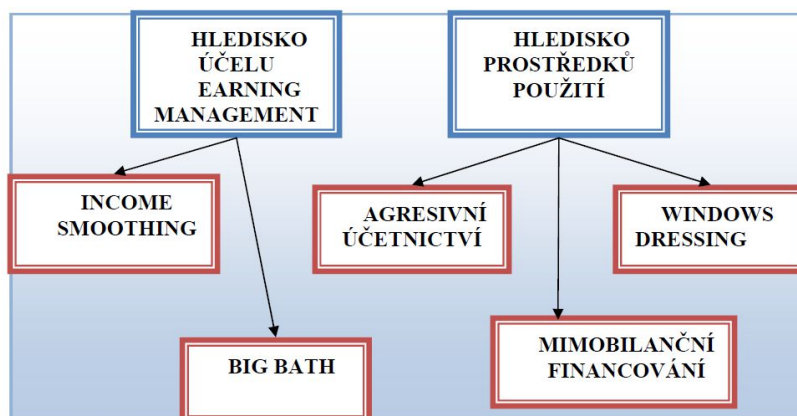 HLEDISKO
ÚČELU
EARNING
MANAGEMENT
HLEDISKO
PROSTŘEDKŮ
POUŽITÍ
INCOME
SMOOTHING
AGRESIVNÍ
ÚČETNICTVÍ
WINDOWS
DRESSING
BIG BATH
MIMOBILANČNÍ
FINANCOVÁNÍ